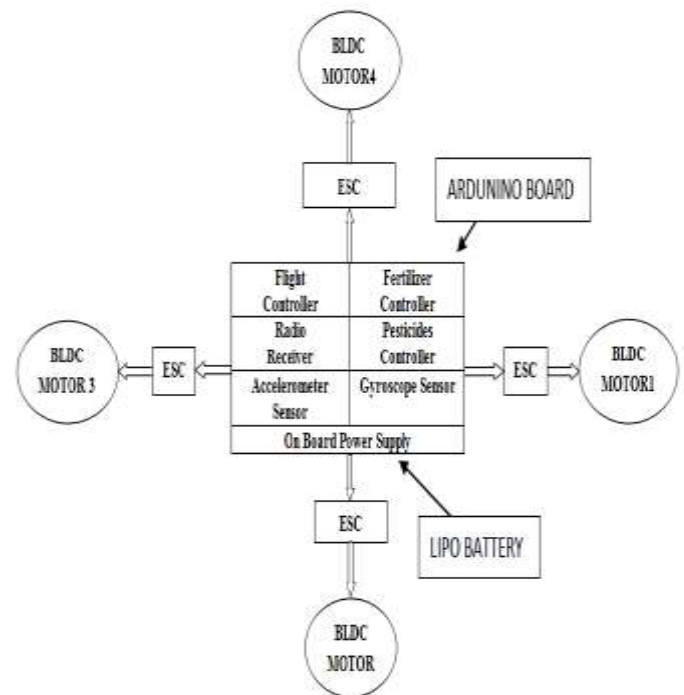 BLDC
MOTOR4
ESC
ARDUNINO BOARD
Flight
Controller
Fertilizer
Controller
Radio
Receiver
Pesticides
Controller
Accelerometer
Sensor
Gyroscope Sensor
On Board Power Supply
BLDC
MOTOR 3
ESC
ESC
BLDC
MOTOR1
ESC
LIPO BATTERY
BLDC
MOTOR